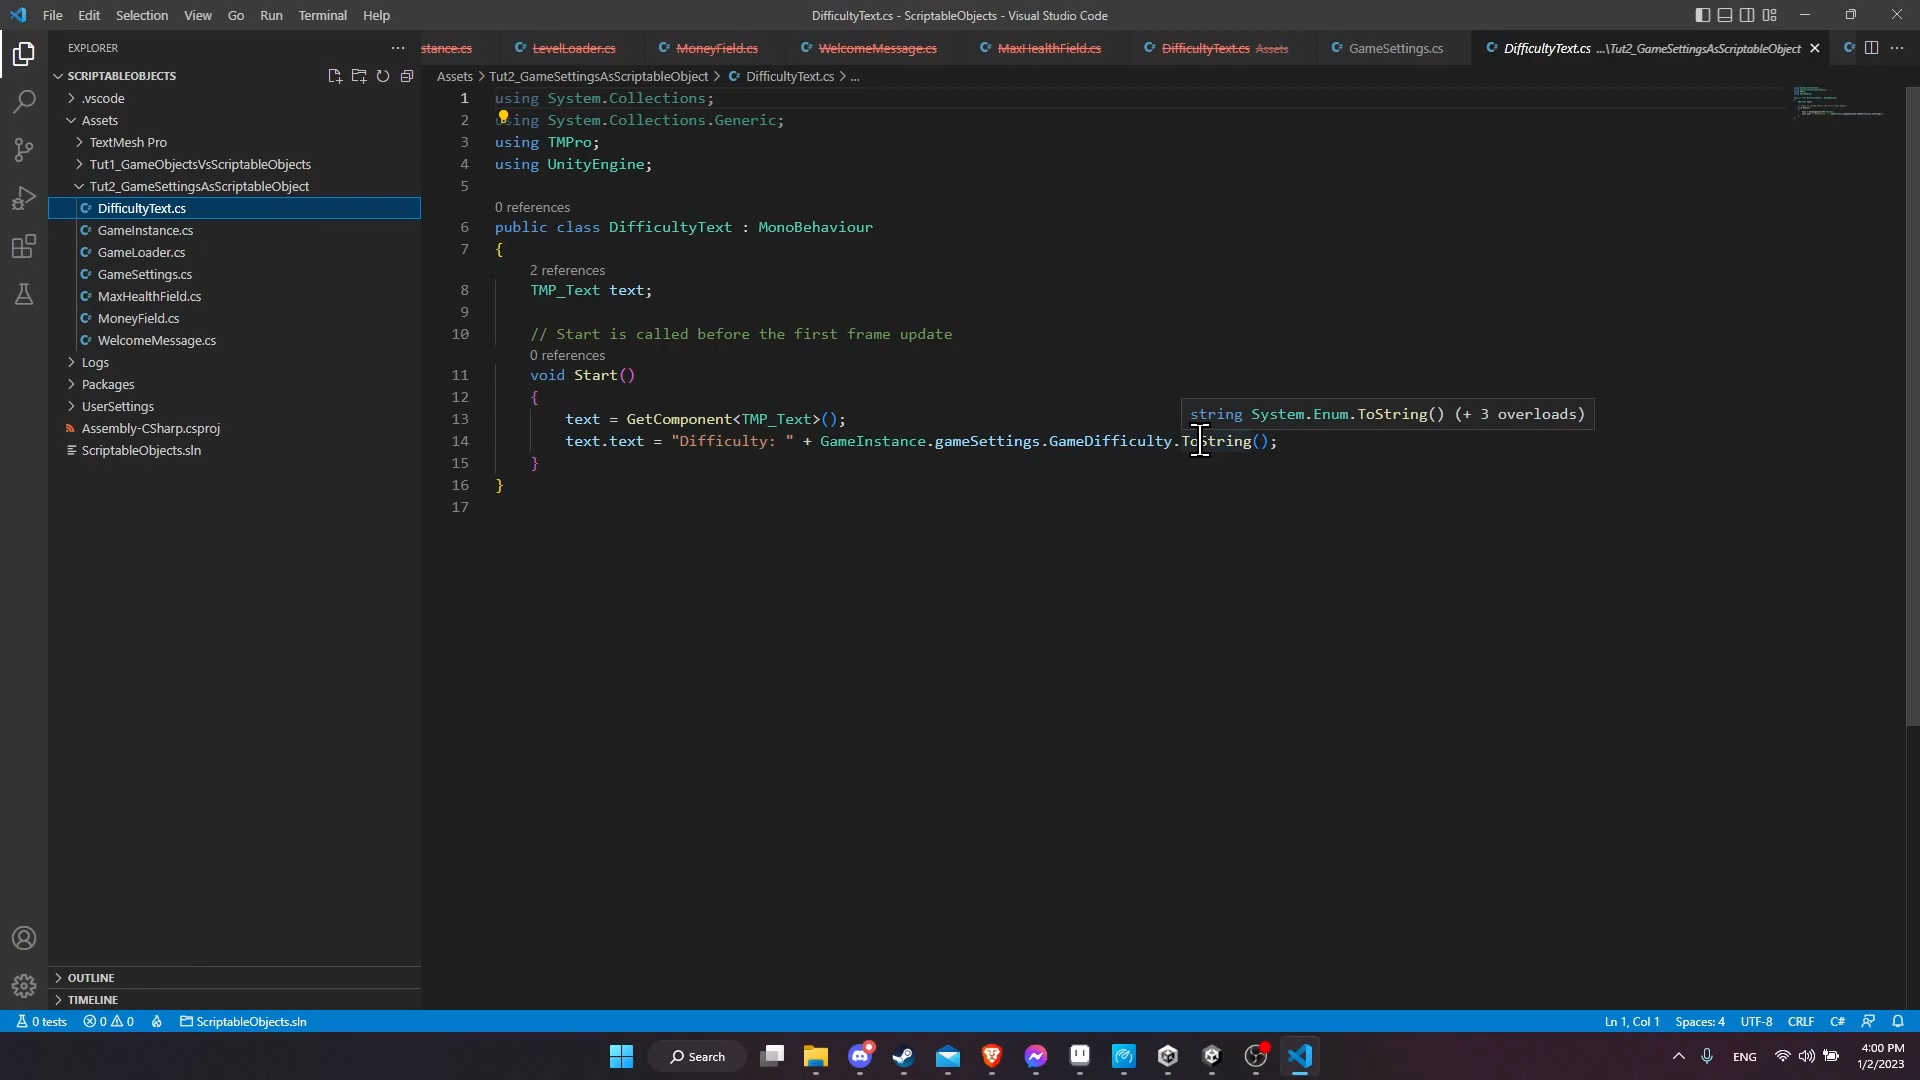 File Edit Selection View Go Run Terminal Help
DifficultyText.cs - ScriptableObjects - Visual Studio Code
EXPLORER
stance.cs LevelLoader.cs MoneyField.cs WelcomeMessage.cs MaxHealthField.cs DifficultyText.cs Assets GameSettings.cs DifficultyText.cs ...\Tut2_GameSettingsAsScriptableObject
Assets > Tut2_GameSettingsAsScriptableObject > DifficultyText.cs > ...
SCRIPTABLEOBJECTS
.vscode
Assets
TextMesh Pro
Tut1_GameObjectsVsScriptableObjects
Tut2_GameSettingsAsScriptableObject
DifficultyText.cs
GameInstance.cs
GameLoader.cs
GameSettings.cs
MaxHealthField.cs
MoneyField.cs
WelcomeMessage.cs
Logs
Packages
UserSettings
Assembly-CSharp.csproj
ScriptableObjects.sln
OUTLINE
TIMELINE
1 using System.Collections;
2 using System.Collections.Generic;
3 using TMPro;
4 using UnityEngine;
5
0 references
6 public class DifficultyText : MonoBehaviour
7 {
2 references
8 TMP_Text text;
9
10 // Start is called before the first frame update
0 references
11 void Start()
12 {
13 text = GetComponent<TMP_Text>();
string System.Enum.ToString() (+ 3 overloads)
14 text.text = "Difficulty: " + GameInstance.gameSettings.GameDifficulty.ToString();
15 }
16 }
17
0 tests 0 0 ScriptableObjects.sln
Ln 1, Col 1 Spaces: 4 UTF-8 CRLF C#
Search
ENG
4:00 PM
1/2/2023